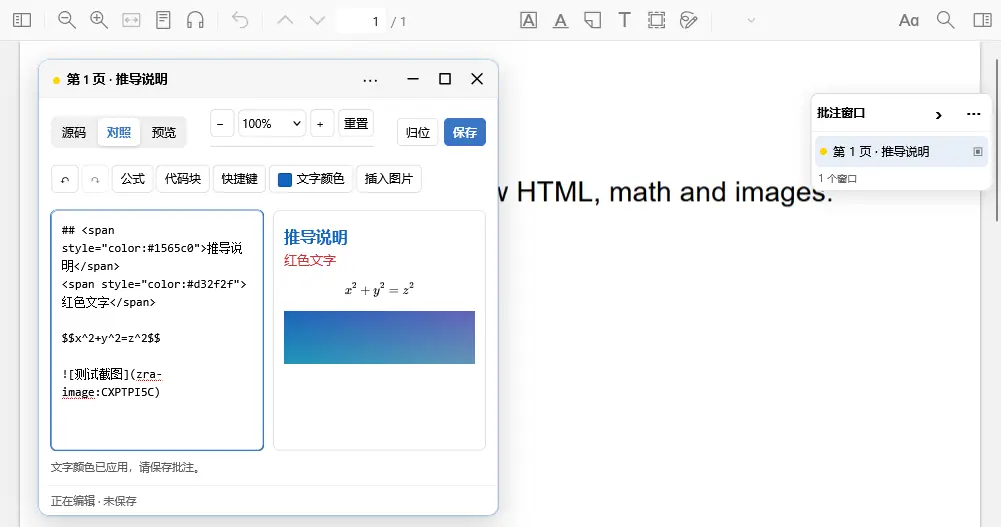 1 / 1
T
Aa
第 1 页 · 推导说明
···
源码 对照 预览
− 100% + 重置
归位 保存
公式 代码块 快捷键 文字颜色 插入图片
## <span
style="color:#1565c0">推导说
明</span>
<span style="color:#d32f2f">
红色文字</span>
$$x^2+y^2=z^2$$
![测试截图](zra-
image:CXPTPI5C)
推导说明
红色文字
x² + y² = z²
文字颜色已应用，请保存批注。
正在编辑 · 未保存
批注窗口
第 1 页 · 推导说明
1 个窗口
HTML, math and images.